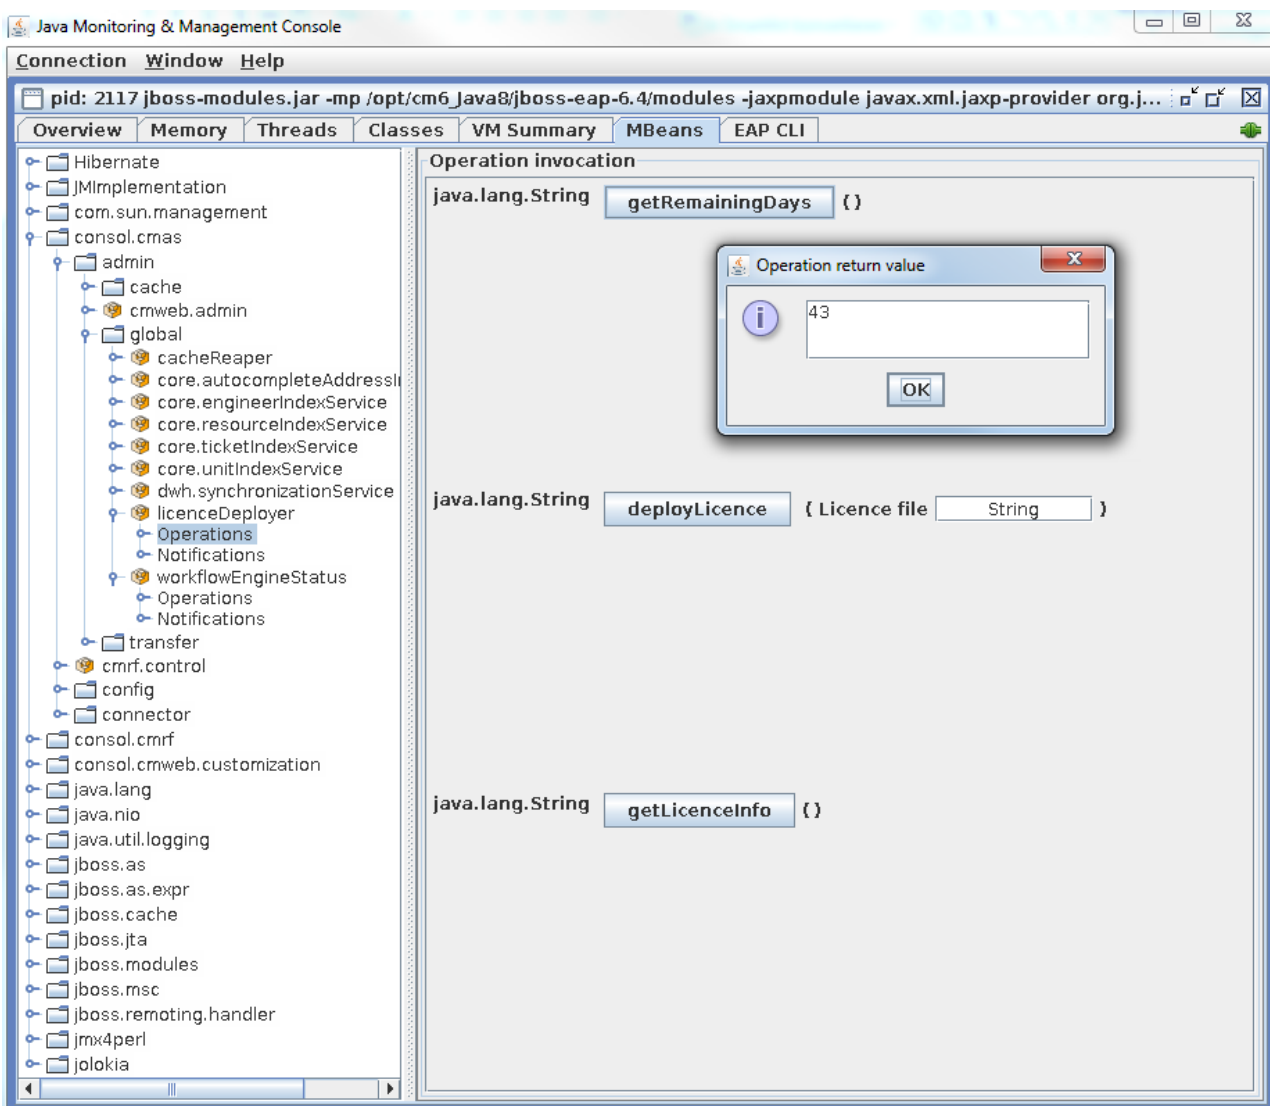 Java Monitoring & Management Console
Connection Window Help
pid: 2117 jboss-modules.jar -mp /opt/cm6_Java8/jboss-eap-6.4/modules -jaxpmodule javax.xml.jaxp-provider org.j...
Overview Memory Threads Classes VM Summary MBeans EAP CLI
Hibernate
JMImplementation
com.sun.management
consol.cmas
admin
cache
cmweb.admin
global
cacheReaper
core.autocompleteAddressI
core.engineerIndexService
core.resourceIndexService
core.ticketIndexService
core.unitIndexService
dwh.synchronizationService
licenceDeployer
Operations
Notifications
workflowEngineStatus
Operations
Notifications
transfer
cmrf.control
config
connector
consol.cmrf
consol.cmweb.customization
java.lang
java.nio
java.util.logging
jboss.as
jboss.as.expr
jboss.cache
jboss.jta
jboss.modules
jboss.msc
jboss.remoting.handler
jmx4perl
jolokia
Operation invocation
java.lang.String getRemainingDays ( )
Operation return value
43
OK
java.lang.String deployLicence ( Licence file String )
java.lang.String getLicenceInfo ( )